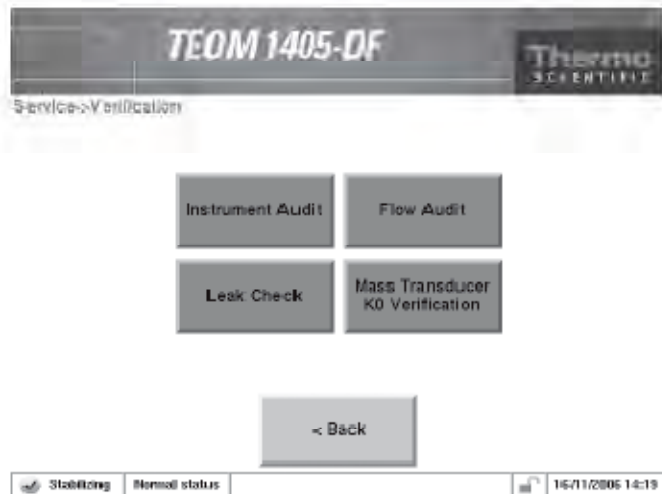 TEOM 1405-DF
Thermo
SCIENTIFIC
Service->Verification
Instrument Audit
Flow Audit
Leak Check
Mass Transducer
K0 Verification
< Back
Stabilizing
Normal status
16/11/2006 14:19